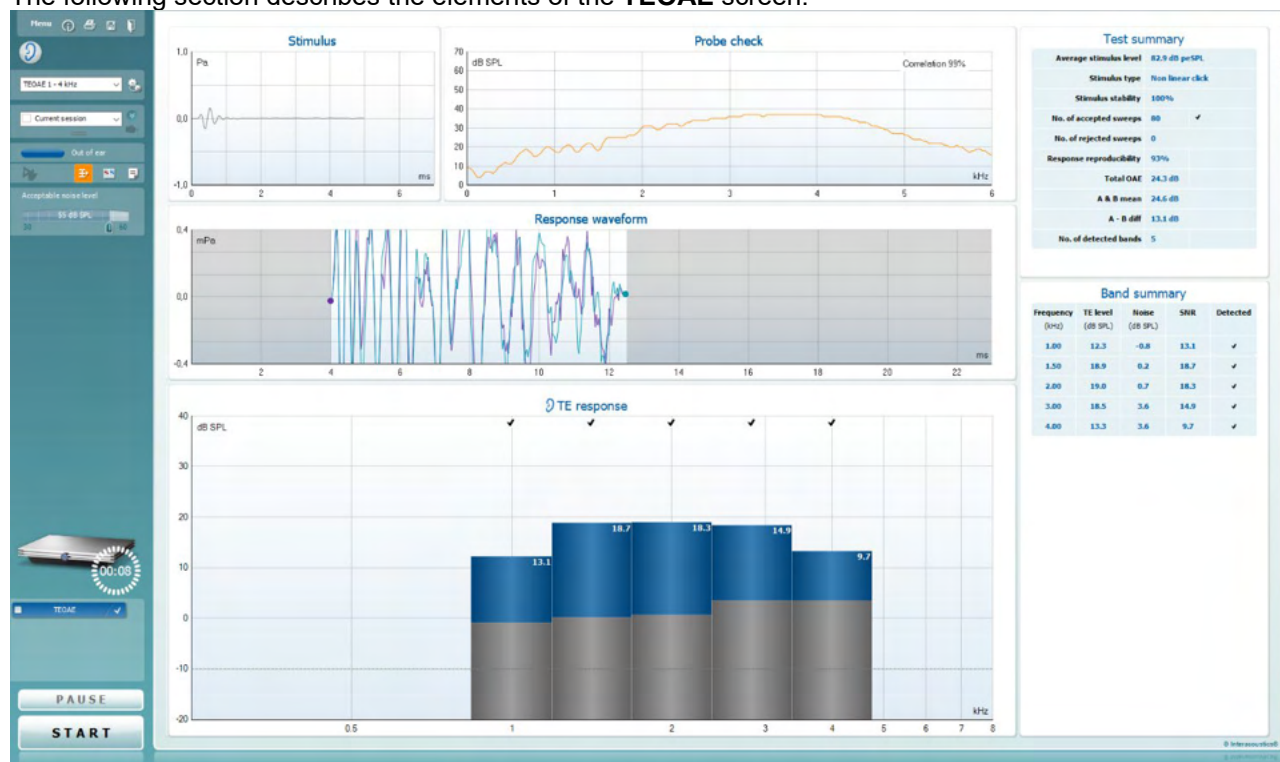 The following section describes the elements of the TEOAE screen.
Menu
TEOAE 1 - 4 kHz
Current session
Out of ear
Acceptable noise level
55 dB SPL
30 60
00:08
TEOAE
PAUSE
START
Stimulus
1,0
Pa
0,0
-1,0
ms
0 2 4 6
Probe check
70
dB SPL
Correlation 99%
60
50
40
30
20
10
0
kHz
0 1 2 3 4 5 6
Response waveform
0,4
mPa
0,0
-0,4
ms
2 4 6 8 10 12 14 16 18 20 22
TE response
40
dB SPL
30
20
18.7 18.3 14.9
10
13.1 9.7
0
-10
-20
kHz
0.5 1 2 3 4 5 6 7 8
Test summary
Average stimulus level 82.9 dB peSPL
Stimulus type Non linear click
Stimulus stability 100%
No. of accepted sweeps 80 ✔
No. of rejected sweeps 0
Response reproducibility 93%
Total OAE 24.3 dB
A & B mean 24.6 dB
A - B diff 13.1 dB
No. of detected bands 5
Band summary
Frequency TE level Noise SNR Detected
(kHz) (dB SPL) (dB SPL)
1.00 12.3 -0.8 13.1 ✔
1.50 18.9 0.2 18.7 ✔
2.00 19.0 0.7 18.3 ✔
3.00 18.5 3.6 14.9 ✔
4.00 13.3 3.6 9.7 ✔